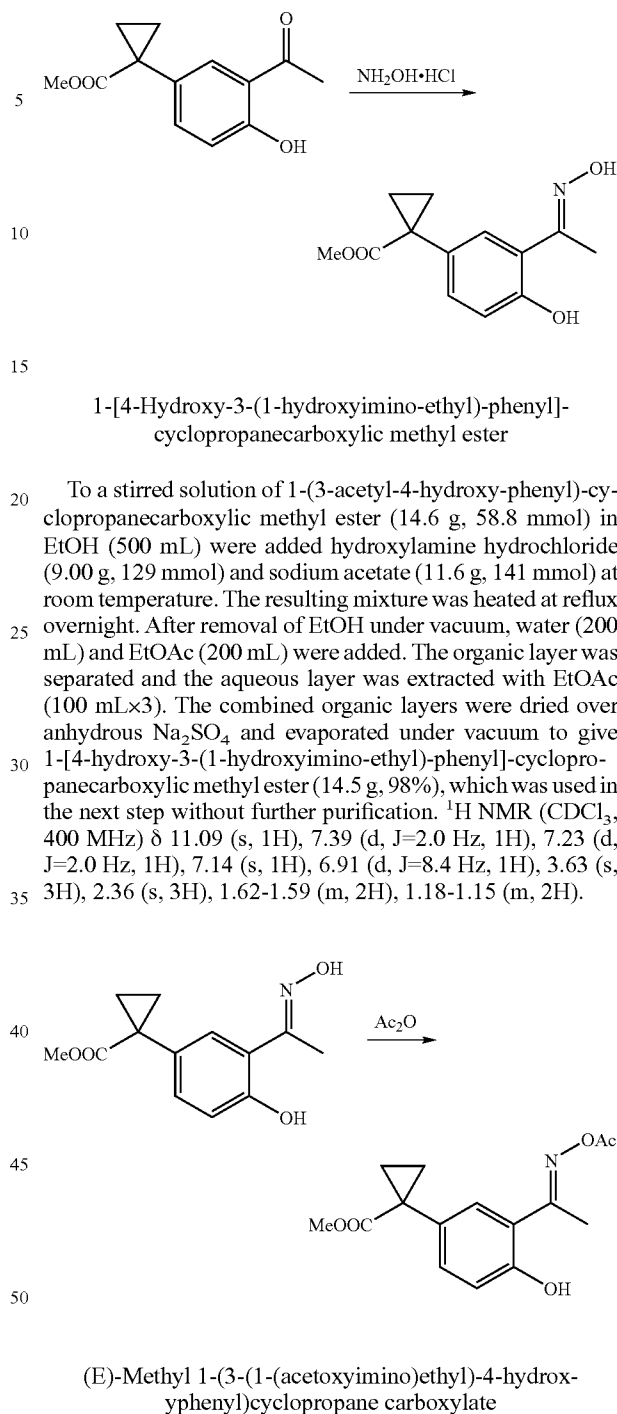 O
MeOOC
NH2OH•HCl
5
OH
OH
N
10
MeOOC
OH
15
1-[4-Hydroxy-3-(1-hydroxyimino-ethyl)-phenyl]-
cyclopropanecarboxylic methyl ester
20 To a stirred solution of 1-(3-acetyl-4-hydroxy-phenyl)-cy-
clopropanecarboxylic methyl ester (14.6 g, 58.8 mmol) in
EtOH (500 mL) were added hydroxylamine hydrochloride
(9.00 g, 129 mmol) and sodium acetate (11.6 g, 141 mmol) at
room temperature. The resulting mixture was heated at reflux
25 overnight. After removal of EtOH under vacuum, water (200
mL) and EtOAc (200 mL) were added. The organic layer was
separated and the aqueous layer was extracted with EtOAc
(100 mL×3). The combined organic layers were dried over
anhydrous Na₂SO₄ and evaporated under vacuum to give
30 1-[4-hydroxy-3-(1-hydroxyimino-ethyl)-phenyl]-cyclopro-
panecarboxylic methyl ester (14.5 g, 98%), which was used in
the next step without further purification. ¹H NMR (CDCl₃,
400 MHz) δ 11.09 (s, 1H), 7.39 (d, J=2.0 Hz, 1H), 7.23 (d,
J=2.0 Hz, 1H), 7.14 (s, 1H), 6.91 (d, J=8.4 Hz, 1H), 3.63 (s,
35 3H), 2.36 (s, 3H), 1.62-1.59 (m, 2H), 1.18-1.15 (m, 2H).
OH
N
40
MeOOC
Ac₂O
OH
45
OAc
N
MeOOC
OH
50
(E)-Methyl 1-(3-(1-(acetoxyimino)ethyl)-4-hydrox-
yphenyl)cyclopropane carboxylate